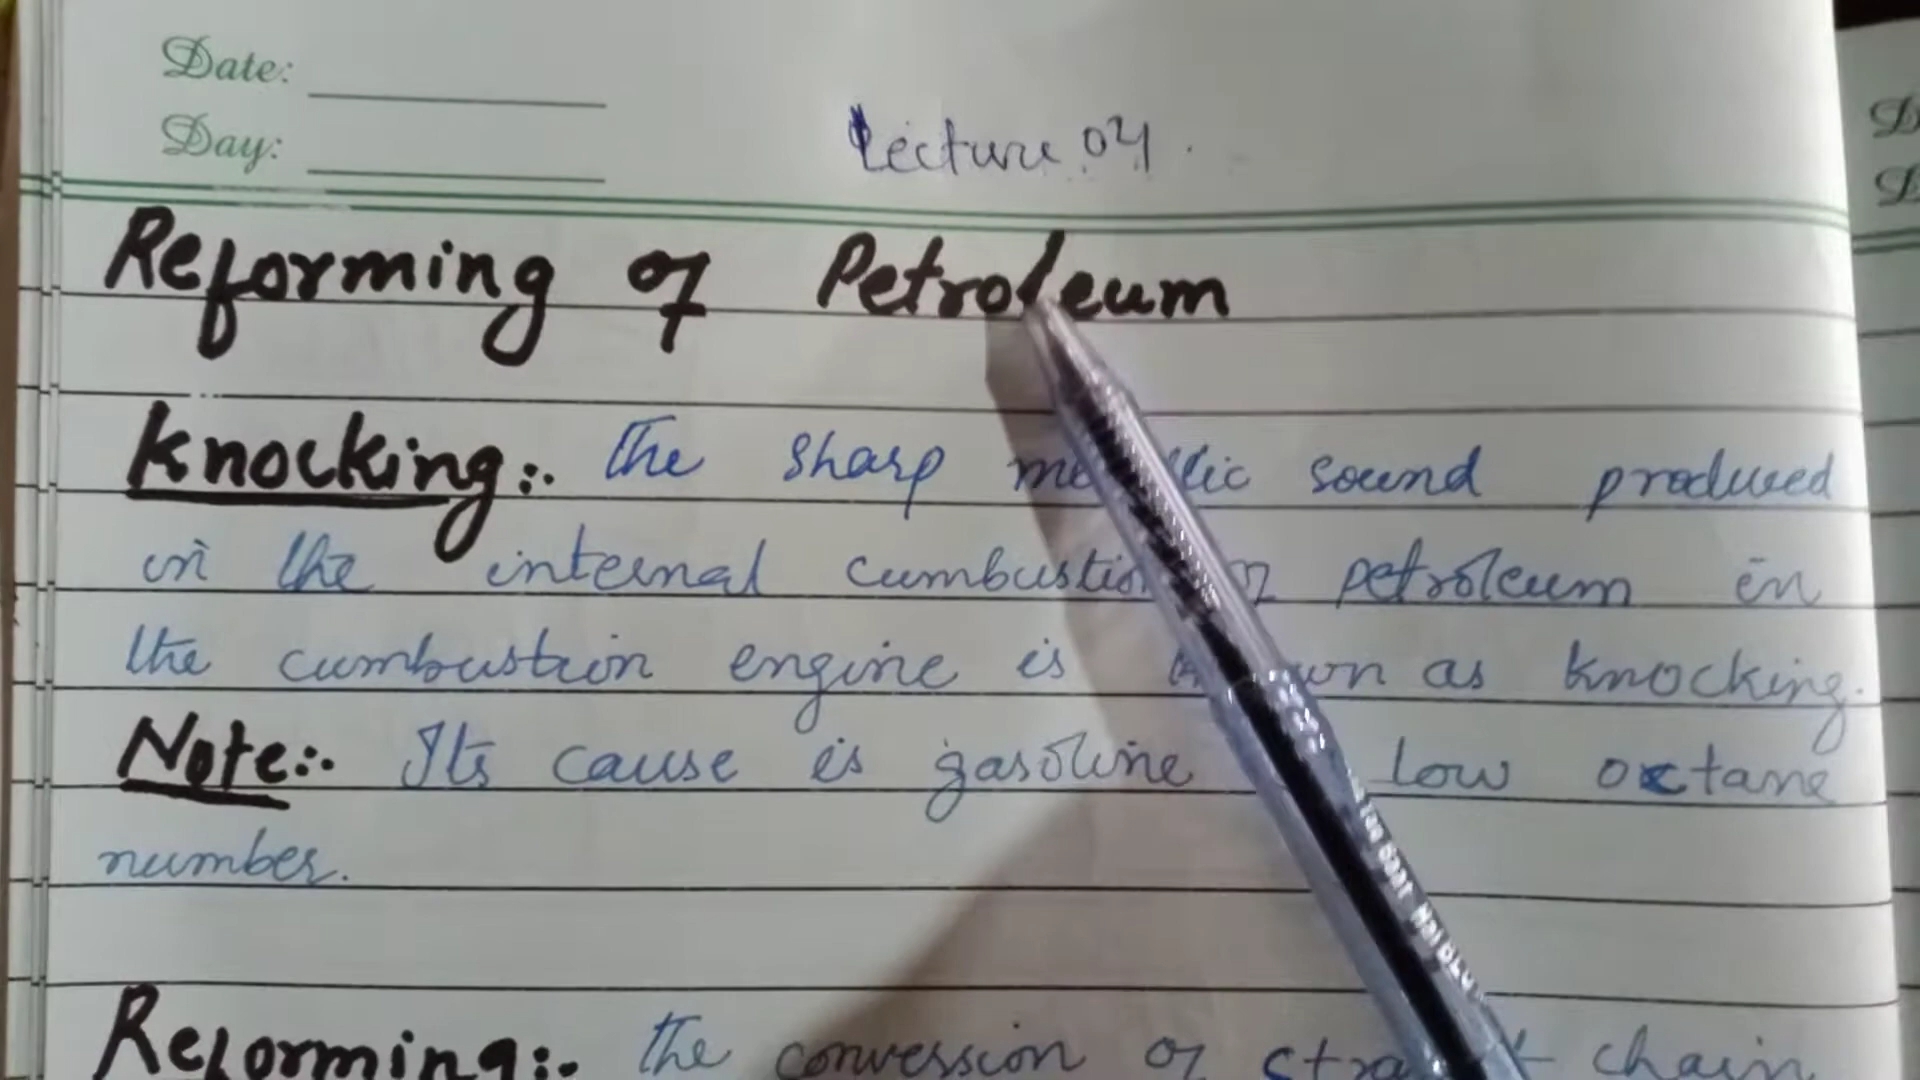 Date:
Day:
Lecture 04.
Reforming of Petroleum
Knocking:. The sharp sound produced
in the internal cumbustion petroleum in
the cumbustion engine is as knocking.
Note:. Its cause is gasoline low octane
number.
Reforming:. The conversion of chain